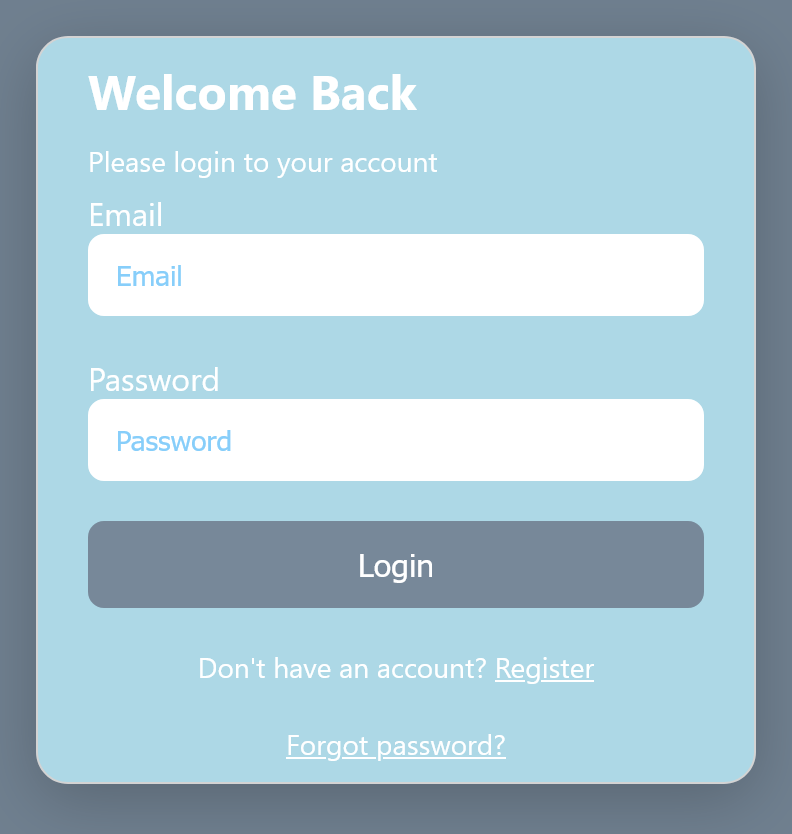 Welcome Back
Please login to your account
Email
Email
Password
Password
Login
Don't have an account? Register
Forgot password?